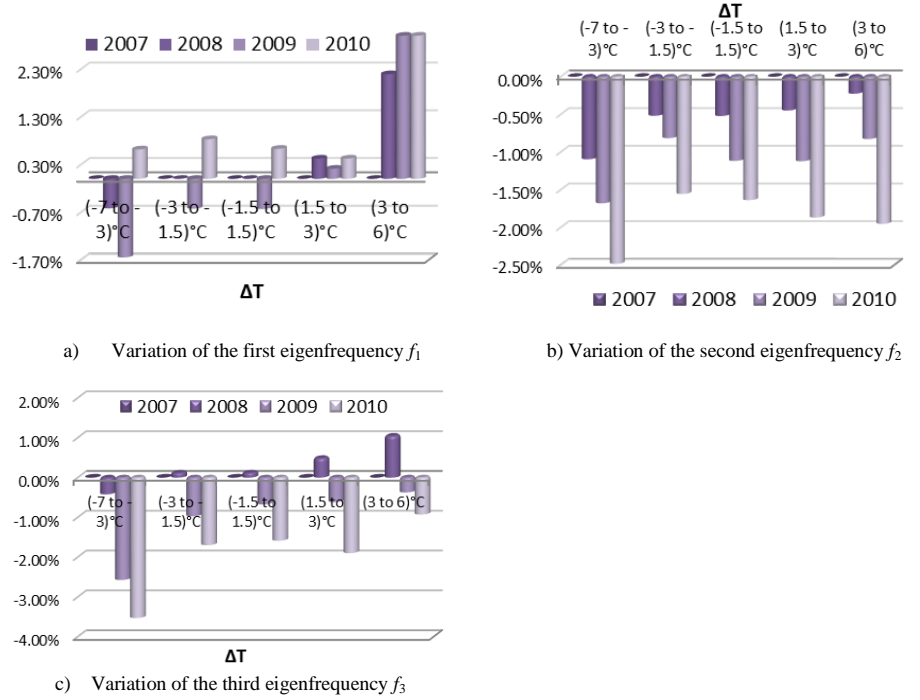 2007 2008 2009 2010
2.30%
1.30%
0.30%
-0.70%
-1.70%
(-7 to - (-3 to - (-1.5 to (1.5 to (3 to
3)°C 1.5)°C 1.5)°C 3)°C 6)°C
ΔT
a) Variation of the first eigenfrequency f1
ΔT
(-7 to - (-3 to - (-1.5 to (1.5 to (3 to
3)°C 1.5)°C 1.5)°C 3)°C 6)°C
0.00%
-0.50%
-1.00%
-1.50%
-2.00%
-2.50%
2007 2008 2009 2010
b) Variation of the second eigenfrequency f2
2.00%
2007 2008 2009 2010
1.00%
0.00%
(-7 to - (-3 to - (-1.5 to (1.5 to (3 to 6)°C
3)°C 1.5)°C 1.5)°C 3)°C
-1.00%
-2.00%
-3.00%
-4.00%
ΔT
c) Variation of the third eigenfrequency f3